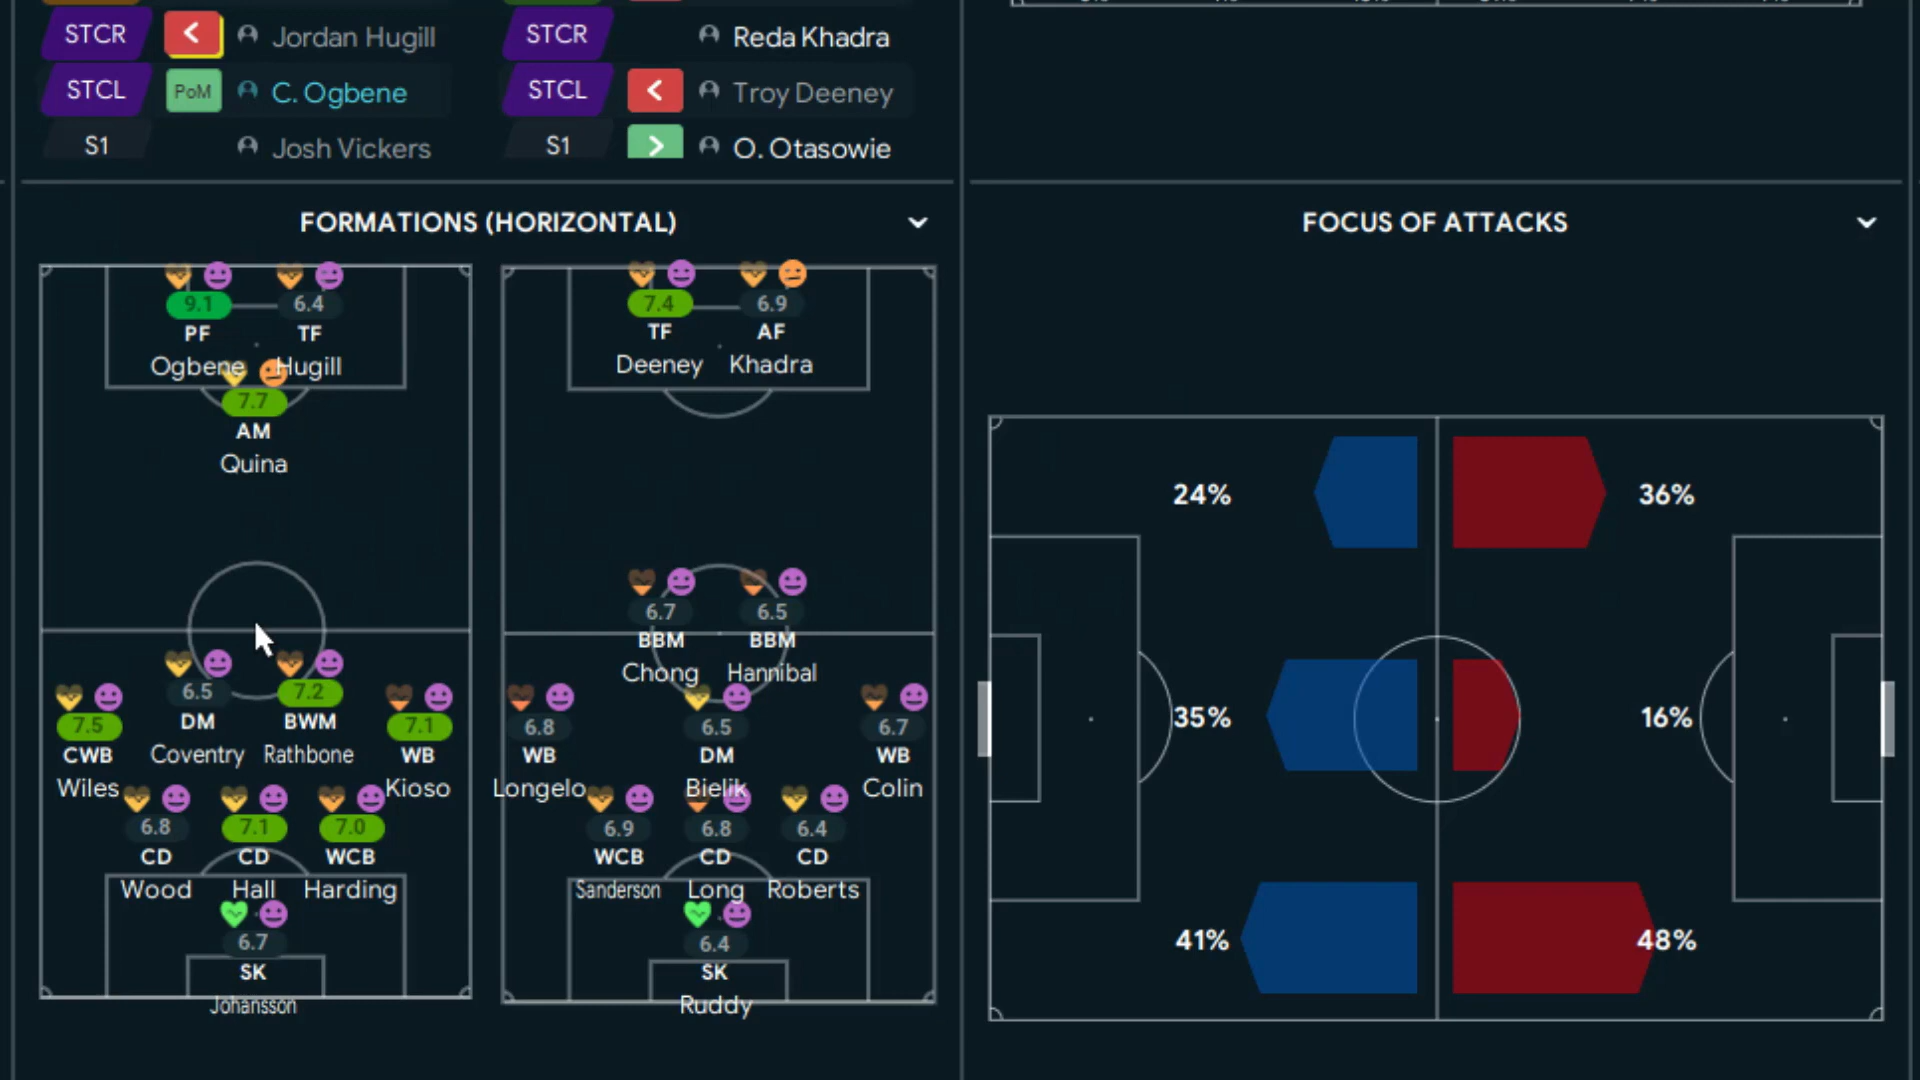 STCR Jordan Hugill
STCL PoM C. Ogbene
S1 Josh Vickers
STCR Reda Khadra
STCL Troy Deeney
S1 O. Otasowie
FORMATIONS (HORIZONTAL)
9.1 6.4
PF TF
Ogbene Hugill
7.7
AM
Quina
6.5 7.2
DM BWM
Coventry Rathbone
7.5 7.1
CWB WB
Wiles Kioso
6.8 7.1 7.0
CD CD WCB
Wood Hall Harding
6.7
SK
Johansson
7.4 6.9
TF AF
Deeney Khadra
6.7 6.5
BBM BBM
Chong Hannibal
6.8 6.5 6.7
WB DM WB
Longelo Bielik Colin
6.9 6.8 6.4
WCB CD CD
Sanderson Long Roberts
6.4
SK
Ruddy
FOCUS OF ATTACKS
24% 36%
35% 16%
41% 48%